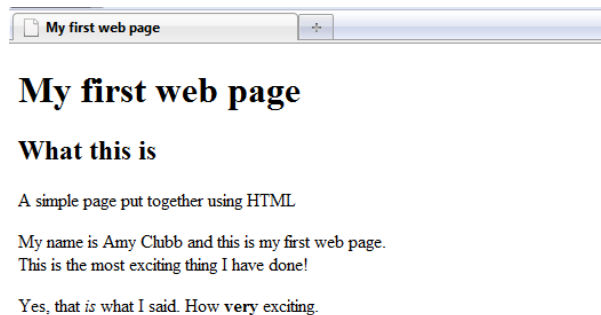 My first web page
My first web page
What this is
A simple page put together using HTML
My name is Amy Clubb and this is my first web page.
This is the most exciting thing I have done!
Yes, that is what I said. How very exciting.